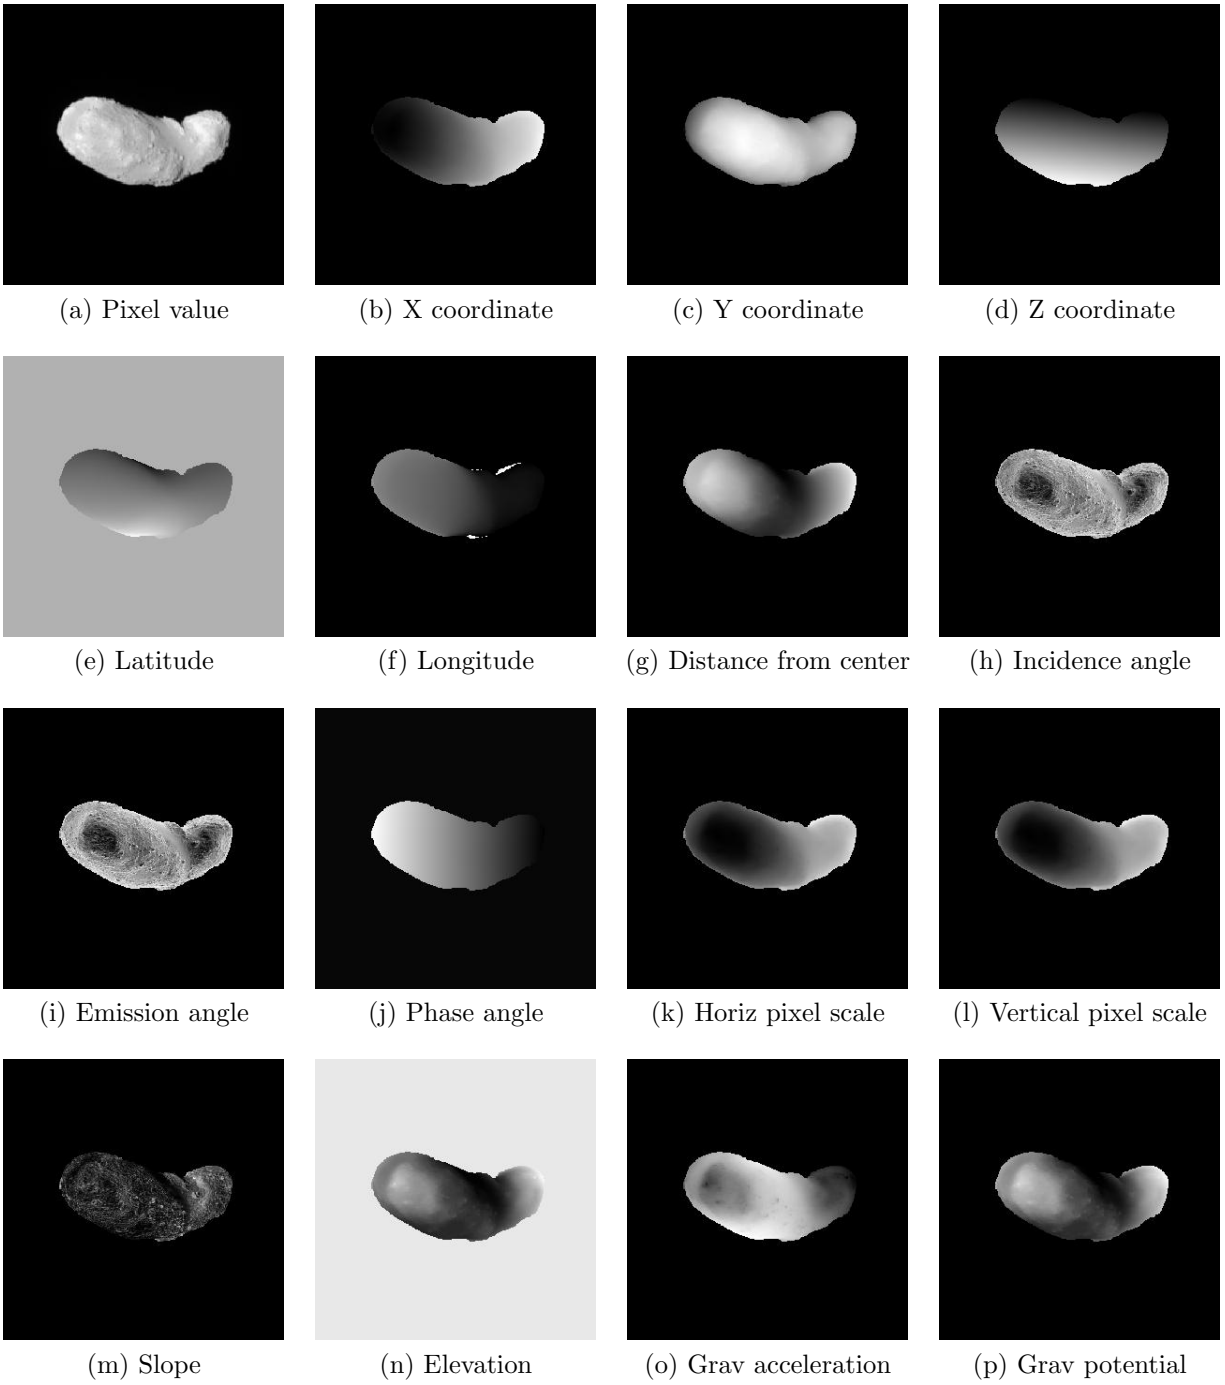 (a) Pixel value
(b) X coordinate
(c) Y coordinate
(d) Z coordinate
(e) Latitude
(f) Longitude
(g) Distance from center
(h) Incidence angle
(i) Emission angle
(j) Phase angle
(k) Horiz pixel scale
(l) Vertical pixel scale
(m) Slope
(n) Elevation
(o) Grav acceleration
(p) Grav potential